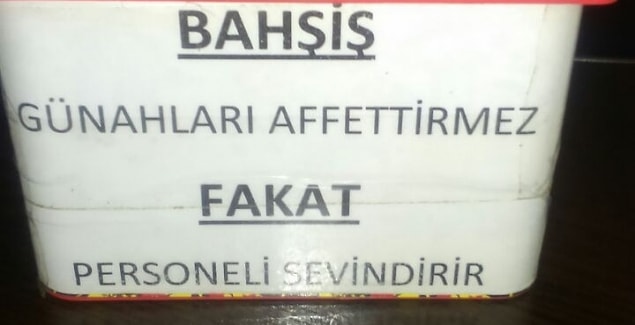 BAHŞİŞ
GÜNAHLARI AFFETTİRMEZ
FAKAT
PERSONELİ SEVİNDİRİR